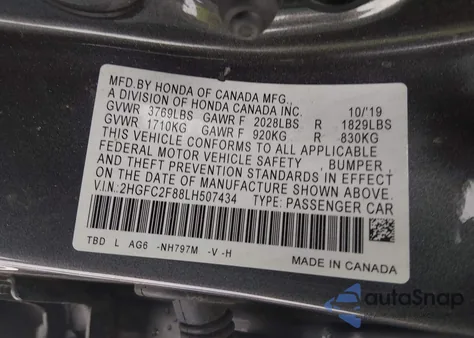 MFD.BY HONDA OF CANADA MFG.,
A DIVISION OF HONDA CANADA INC. 10/'19
GVWR 3769LBS GAWR F 2028LBS R 1829LBS
GVWR 1710KG GAWR F 920KG R 830KG
THIS VEHICLE CONFORMS TO ALL APPLICABLE
FEDERAL MOTOR VEHICLE SAFETY , BUMPER ,
AND THEFT PREVENTION STANDARDS IN EFFECT
ON THE DATE OF MANUFACTURE SHOWN ABOVE.
V.I.N.: 2HGFC2F88LH507434 TYPE: PASSENGER CAR
TBD L AG6 -NH797M -V -H
MADE IN CANADA
autoSnap